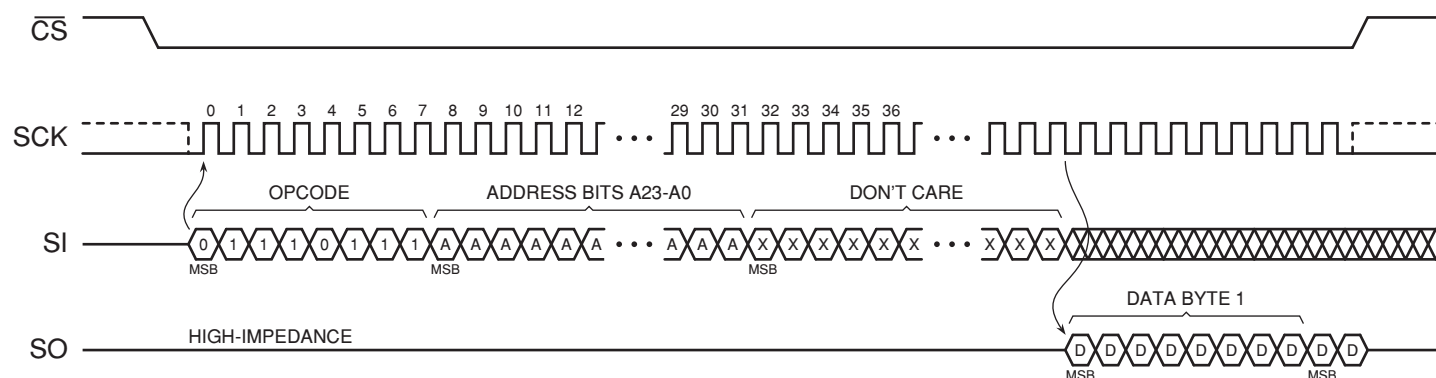 CS
0 1 2 3 4 5 6 7 8 9 10 11 12 29 30 31 32 33 34 35 36
SCK
OPCODE ADDRESS BITS A23-A0 DON'T CARE
SI 0 1 1 1 0 1 1 1 A A A A A A A A A X X X X X X X X X
MSB MSB MSB
DATA BYTE 1
HIGH-IMPEDANCE
SO D D D D D D D D D D
MSB MSB